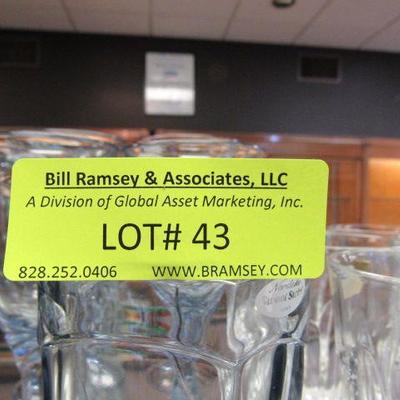 Bill Ramsey & Associates, LLC
A Division of Global Asset Marketing, Inc.
LOT# 43
828.252.0406 WWW.BRAMSEY.COM